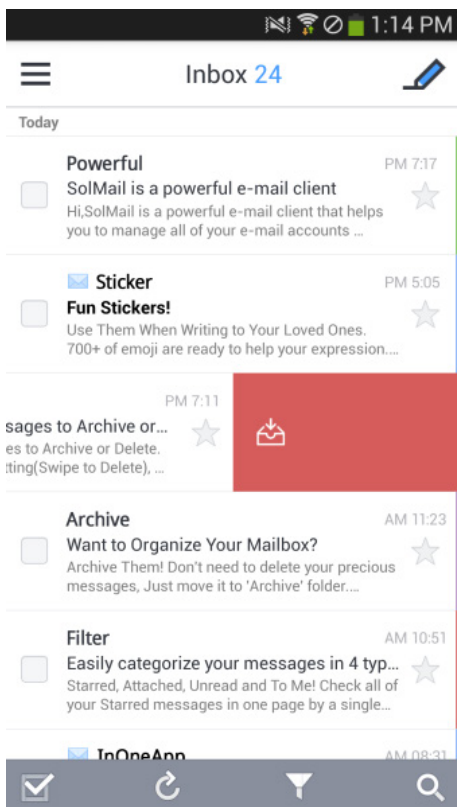 1:14 PM
Inbox 24
Today
Powerful PM 7:17
SolMail is a powerful e-mail client
Hi,SolMail is a powerful e-mail client that helps
you to manage all of your e-mail accounts ...
Sticker PM 5:05
Fun Stickers!
Use Them When Writing to Your Loved Ones.
700+ of emoji are ready to help your expression....
PM 7:11
sages to Archive or...
es to Archive or Delete.
tting(Swipe to Delete), ...
Archive AM 11:23
Want to Organize Your Mailbox?
Archive Them! Don't need to delete your precious
messages, Just move it to 'Archive' folder....
Filter AM 10:51
Easily categorize your messages in 4 typ...
Starred, Attached, Unread and To Me! Check all of
your Starred messages in one page by a single...
InOneApp AM 08:31